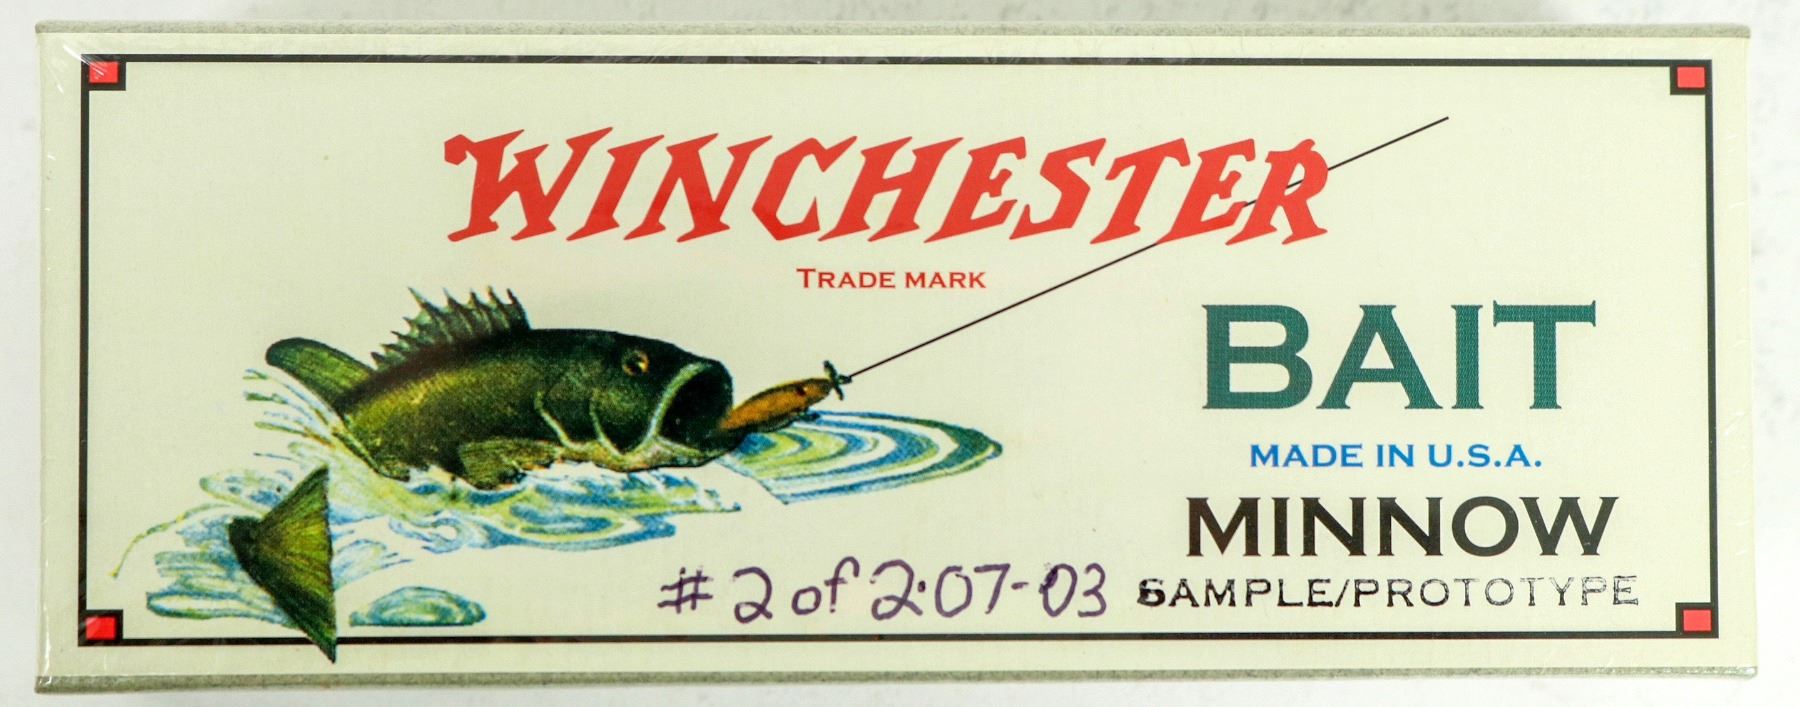 WINCHESTER
TRADE MARK
BAIT
MADE IN U.S.A.
MINNOW
#2 of 2·07-03 SAMPLE/PROTOTYPE